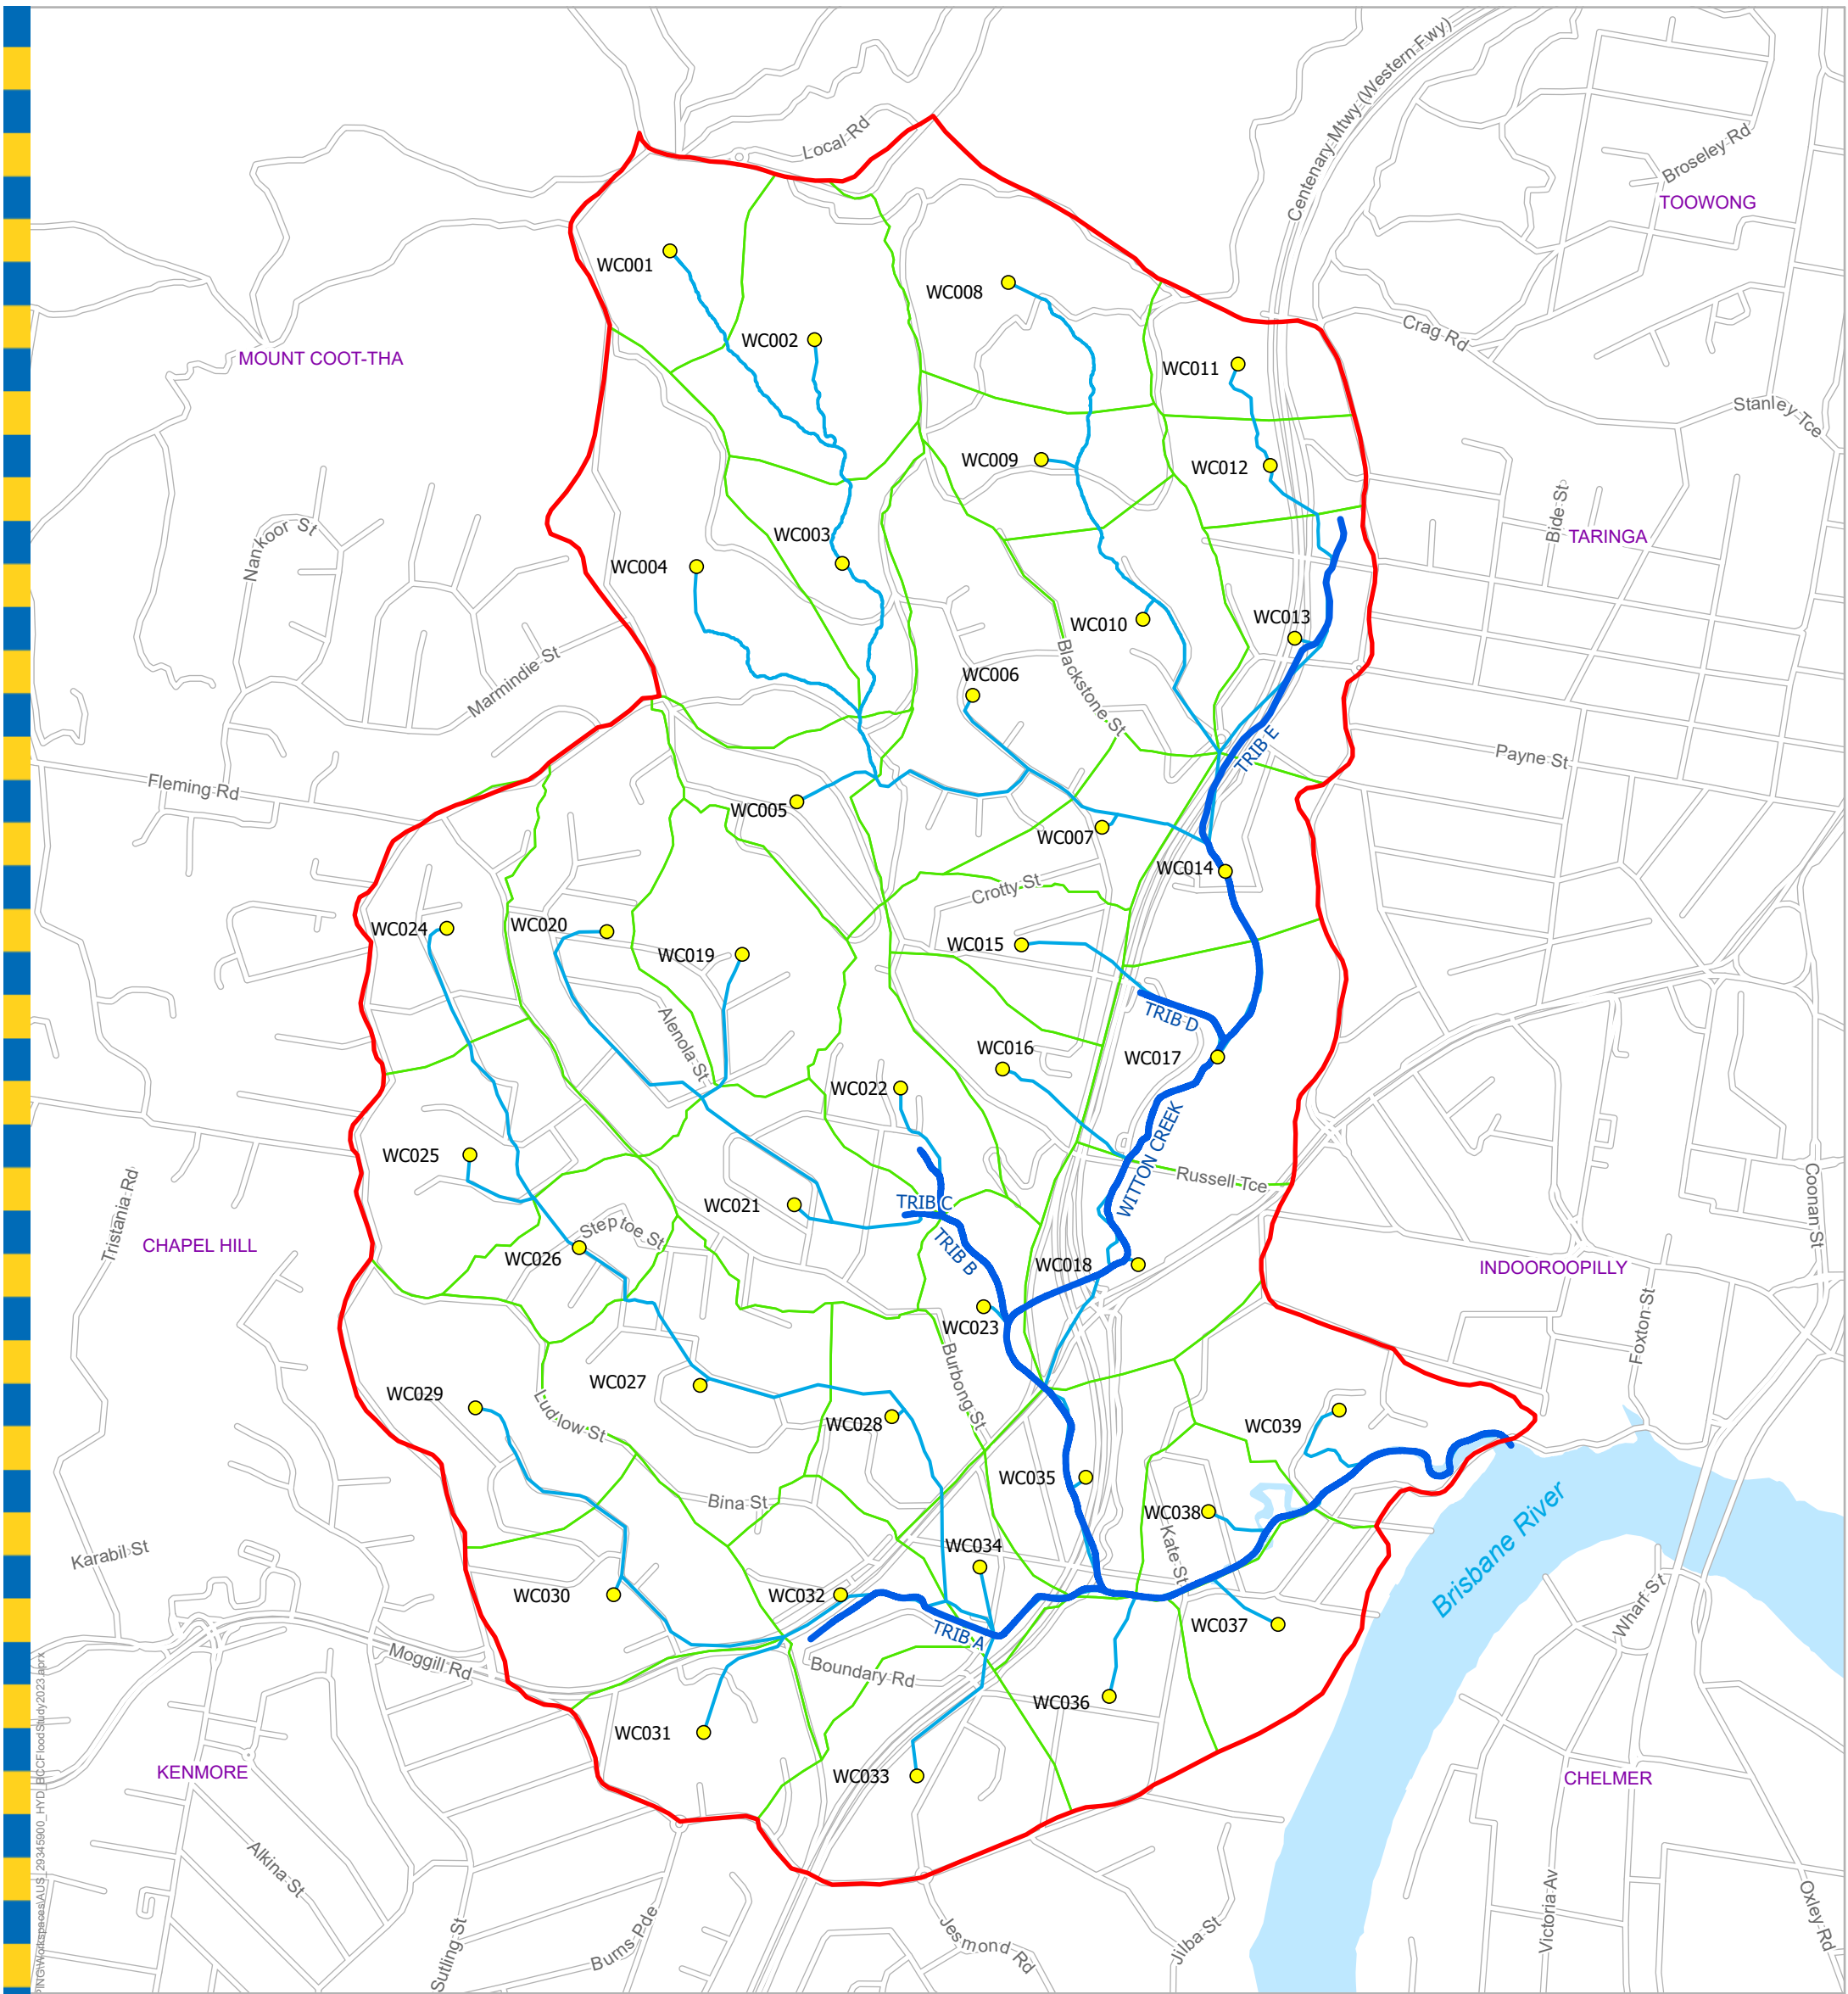 Local Rd
Centenary Mtwy (Western Fwy)
Broseley Rd
TOOWONG
WC001
WC008
WC002
Crag Rd
MOUNT COOT-THA
WC011
Stanley Tce
WC009
WC012
Nankoor St
WC003
Bide St
TARINGA
WC004
WC010
WC013
Marmindie St
WC006
Blackstone St
TRIB E
Payne St
Fleming Rd
WC005
WC007
WC014
Crotty St
WC024
WC020
WC019
WC015
TRIB D
Alenola St
WC016
WC017
WC022
WITTON CREEK
WC025
Russell Tce
Coonan St
Tristania Rd
WC021
TRIB C
CHAPEL HILL
Steptoe St
WC026
TRIB B
WC018
INDOOROOPILLY
WC023
Foxton St
Burbong St
WC027
WC029
Ludlow St
WC028
WC039
WC035
Bina St
WC038
Brisbane River
Karabil St
WC034
Kate St
WC030
WC032
WC037
Wharf St
TRIB A
Moggill Rd
Boundary Rd
WC036
WC031
KENMORE
WC033
CHELMER
Alkina St
Sutling St
Burns Pde
Jesmond Rd
Jilba St
Victoria Av
Oxley Rd
PING\Workspaces\AUS_29345900_HYD_BCCFloodStudy2023.aprx